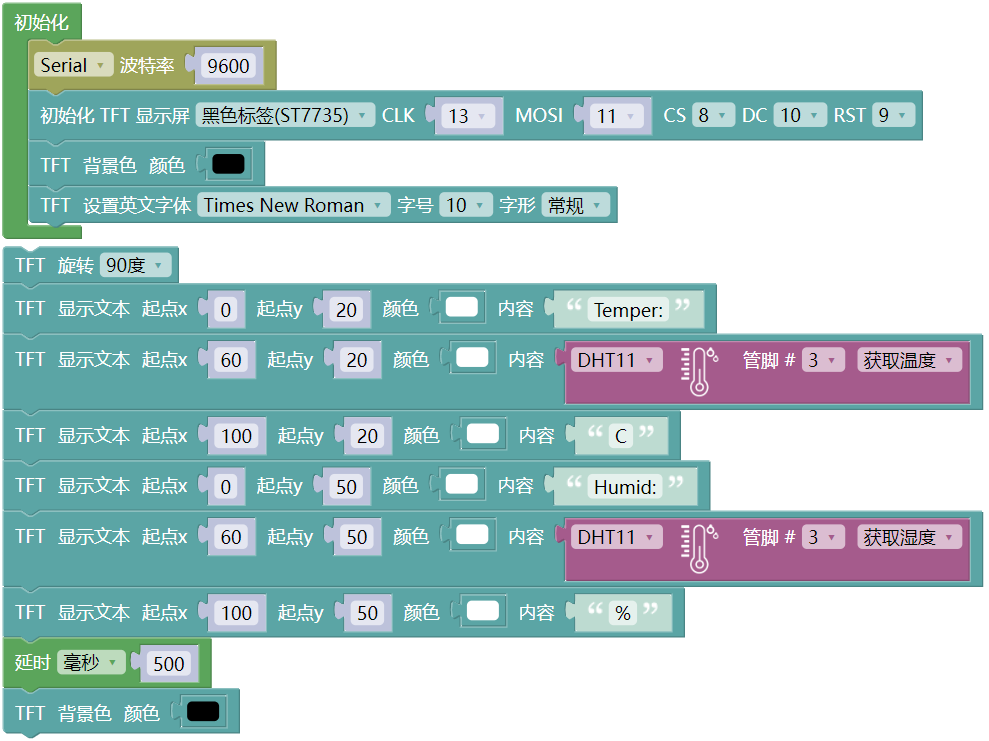 初始化
Serial 波特率 9600
初始化 TFT 显示屏 黑色标签(ST7735) CLK 13 MOSI 11 CS 8 DC 10 RST 9
TFT 背景色 颜色
TFT 设置英文字体 Times New Roman 字号 10 字形 常规
TFT 旋转 90度
TFT 显示文本 起点x 0 起点y 20 颜色 内容 “ Temper: ”
TFT 显示文本 起点x 60 起点y 20 颜色 内容 DHT11 管脚 # 3 获取温度
TFT 显示文本 起点x 100 起点y 20 颜色 内容 “ C ”
TFT 显示文本 起点x 0 起点y 50 颜色 内容 “ Humid: ”
TFT 显示文本 起点x 60 起点y 50 颜色 内容 DHT11 管脚 # 3 获取湿度
TFT 显示文本 起点x 100 起点y 50 颜色 内容 “ % ”
延时 毫秒 500
TFT 背景色 颜色